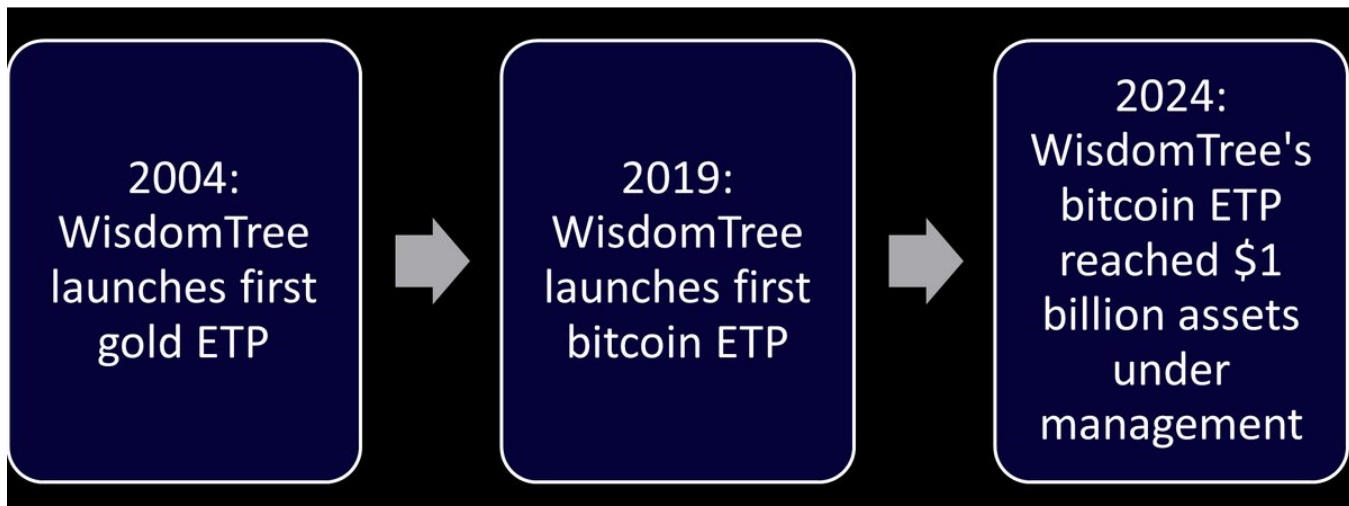 2004:
WisdomTree
launches first
gold ETP
2019:
WisdomTree
launches first
bitcoin ETP
2024:
WisdomTree's
bitcoin ETP
reached $1
billion assets
under
management